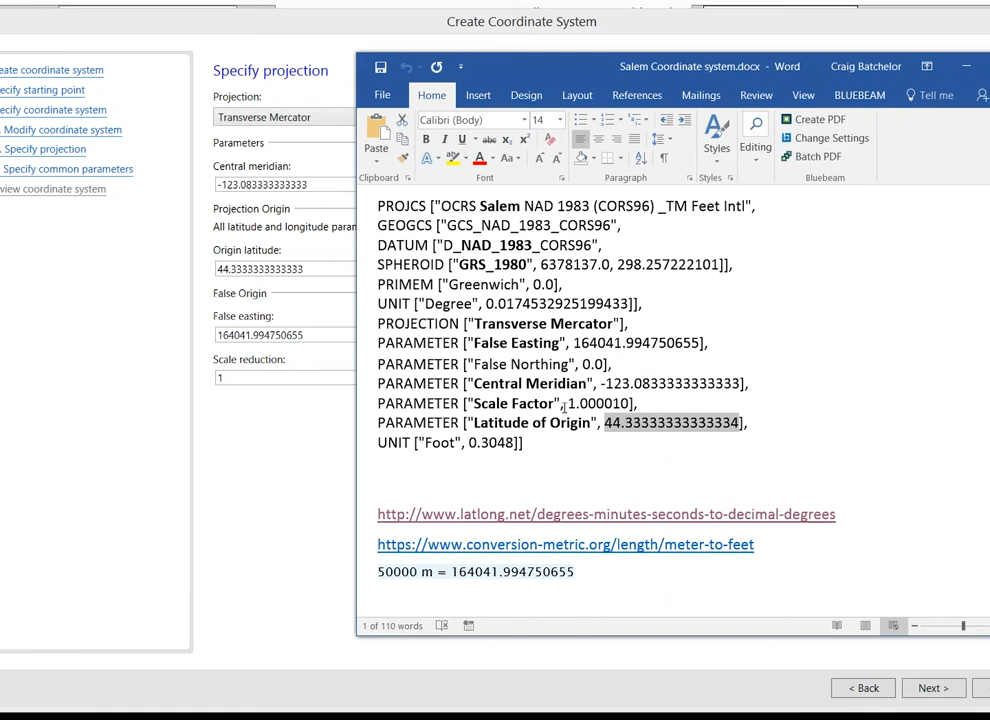 Create Coordinate System
eate coordinate system
ecify starting point
ecify coordinate system
. Modify coordinate system
. Specify projection
Specify common parameters
view coordinate system
Specify projection
Projection:
Transverse Mercator
Parameters
Central meridian:
-123.083333333333
Projection Origin
All latitude and longitude param
Origin latitude:
44.3333333333333
False Origin
False easting:
164041.994750655
Scale reduction:
1
Salem Coordinate system.docx - Word
Craig Batchelor
File Home Insert Design Layout References Mailings Review View BLUEBEAM Tell me
Paste
Clipboard
Calibri (Body) 14
Font
Paragraph
Styles
Styles
Editing
Create PDF
Change Settings
Batch PDF
Bluebeam
PROJCS ["OCRS Salem NAD 1983 (CORS96) _TM Feet Intl",
GEOGCS ["GCS_NAD_1983_CORS96",
DATUM ["D_NAD_1983_CORS96",
SPHEROID ["GRS_1980", 6378137.0, 298.257222101]],
PRIMEM ["Greenwich", 0.0],
UNIT ["Degree", 0.0174532925199433]],
PROJECTION ["Transverse Mercator"],
PARAMETER ["False Easting", 164041.994750655],
PARAMETER ["False Northing", 0.0],
PARAMETER ["Central Meridian", -123.0833333333333],
PARAMETER ["Scale Factor", 1.000010],
PARAMETER ["Latitude of Origin", 44.33333333333334],
UNIT ["Foot", 0.3048]]
http://www.latlong.net/degrees-minutes-seconds-to-decimal-degrees
https://www.conversion-metric.org/length/meter-to-feet
50000 m = 164041.994750655
1 of 110 words
< Back
Next >